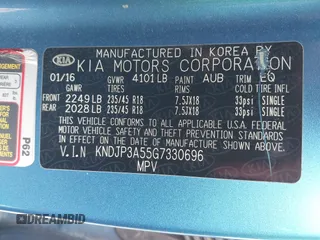 MANUFACTURED IN KOREA BY
KIA KIA MOTORS CORPORATION
01/16 GVWR 4101LB PAINT AUB TRIM EQ
GAWR TIRES RIMS COLD
FRONT 2249LB 235/45 R18 7.5JX18 33psi SINGLE
REAR 2028LB 235/45 R18 7.5JX18 33psi SINGLE
THIS VEHICLE CONFORMS TO ALL APPLICABLE
FEDERAL MOTOR VEHICLE SAFETY, BUMPER, AND
THEFT PREVENTION STANDARDS IN EFFECT ON THE
DATE OF MANUFACTURE SHOWN ABOVE.
V.I.N KNDJP3A55G7330696
MPV
P62
DREAMBID